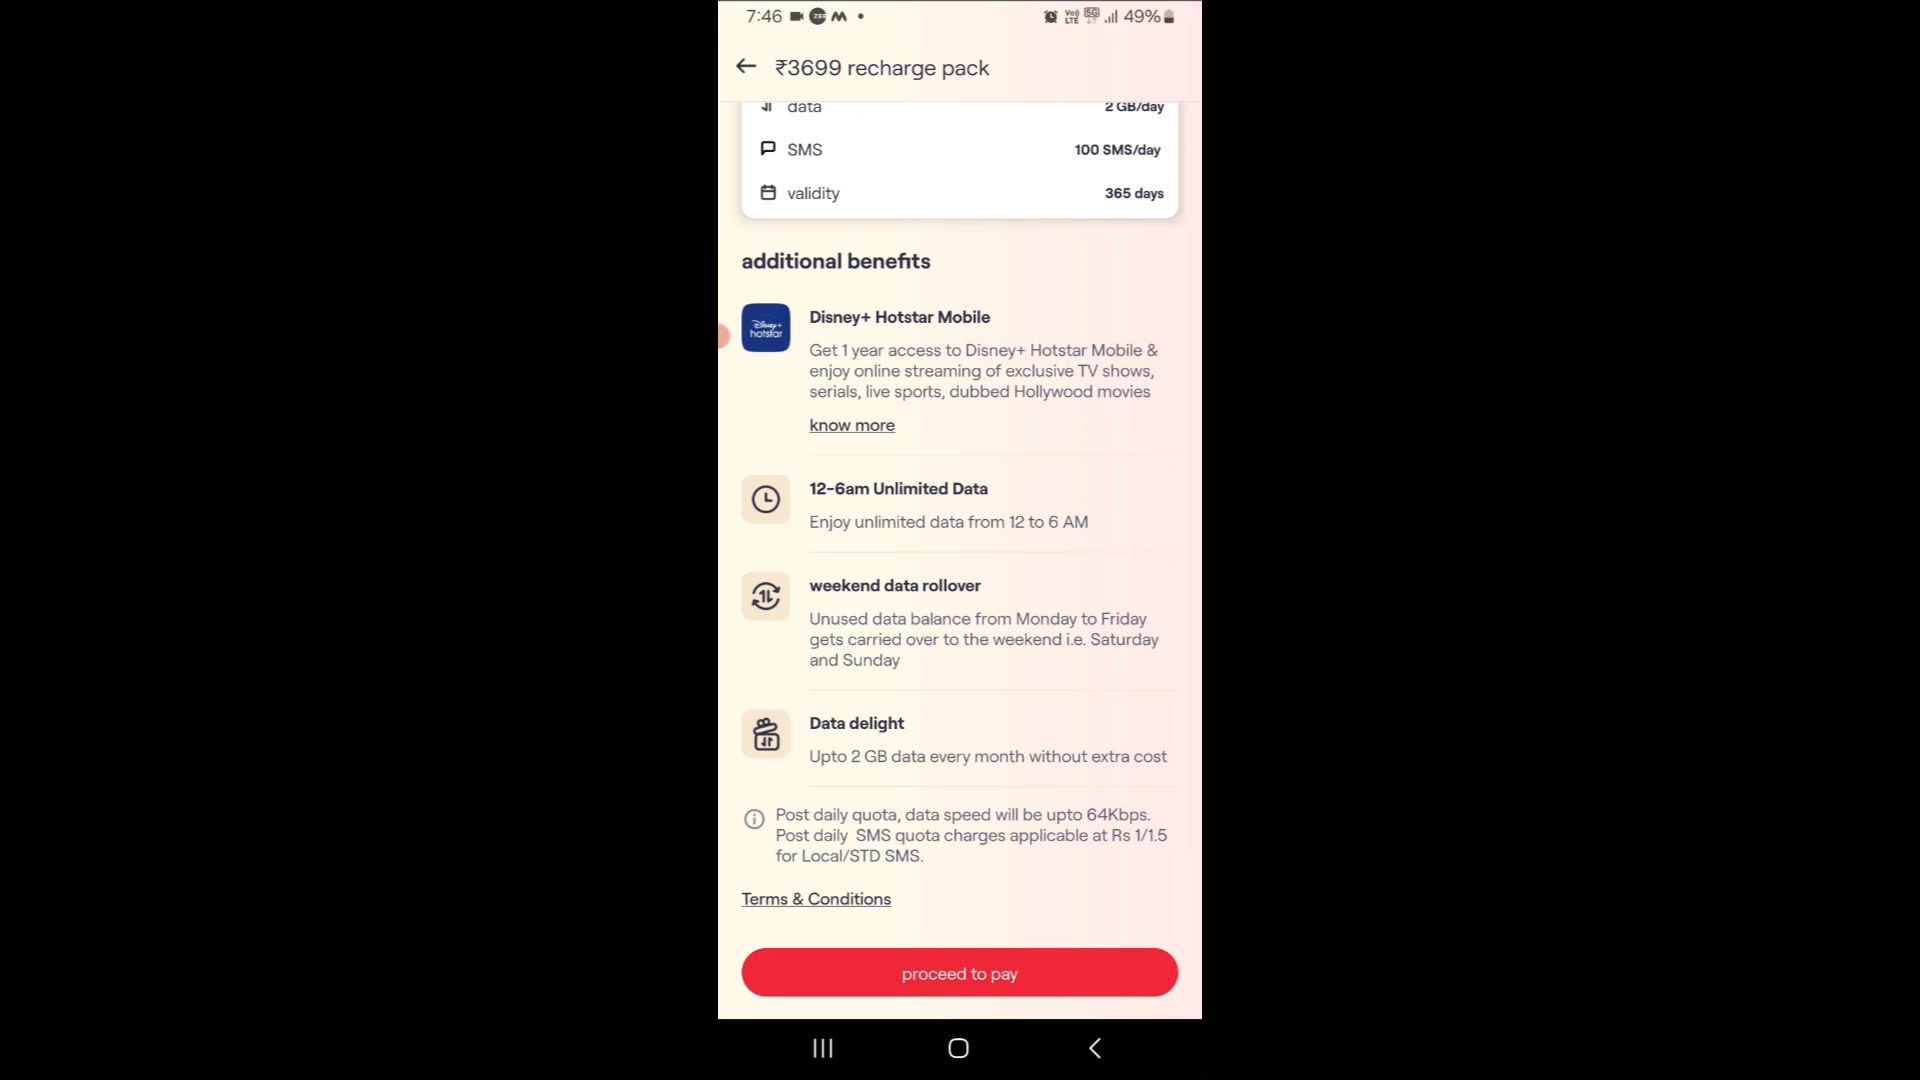 7:46
Vo) LTE 5G 49%
₹3699 recharge pack
data 2 GB/day
SMS 100 SMS/day
validity 365 days
additional benefits
Disney+ hotstar
Disney+ Hotstar Mobile
Get 1 year access to Disney+ Hotstar Mobile &
enjoy online streaming of exclusive TV shows,
serials, live sports, dubbed Hollywood movies
know more
12-6am Unlimited Data
Enjoy unlimited data from 12 to 6 AM
weekend data rollover
Unused data balance from Monday to Friday
gets carried over to the weekend i.e. Saturday
and Sunday
Data delight
Upto 2 GB data every month without extra cost
Post daily quota, data speed will be upto 64Kbps.
Post daily SMS quota charges applicable at Rs 1/1.5
for Local/STD SMS.
Terms & Conditions
proceed to pay